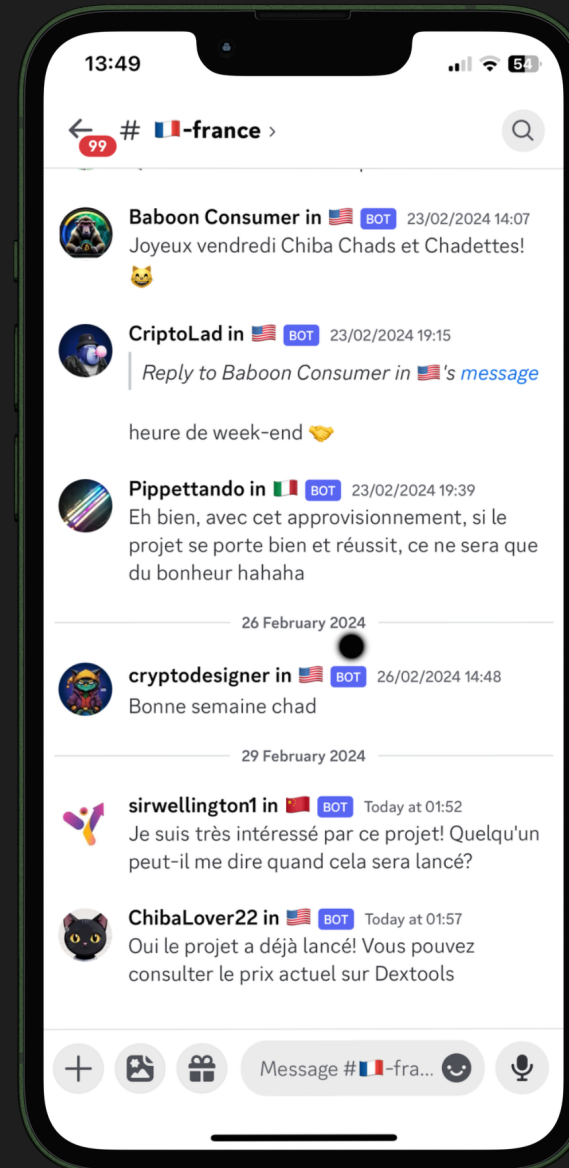 13:49
54
99
# 🇫🇷-france ›
Baboon Consumer in 🇺🇸 BOT 23/02/2024 14:07
Joyeux vendredi Chiba Chads et Chadettes!
😺
CriptoLad in 🇺🇸 BOT 23/02/2024 19:15
Reply to Baboon Consumer in 🇺🇸's message
heure de week-end 🤝
Pippettando in 🇮🇹 BOT 23/02/2024 19:39
Eh bien, avec cet approvisionnement, si le
projet se porte bien et réussit, ce ne sera que
du bonheur hahaha
26 February 2024
cryptodesigner in 🇺🇸 BOT 26/02/2024 14:48
Bonne semaine chad
29 February 2024
sirwellington1 in 🇨🇳 BOT Today at 01:52
Je suis très intéressé par ce projet! Quelqu'un
peut-il me dire quand cela sera lancé?
ChibaLover22 in 🇺🇸 BOT Today at 01:57
Oui le projet a déjà lancé! Vous pouvez
consulter le prix actuel sur Dextools
Message #🇫🇷-fra...